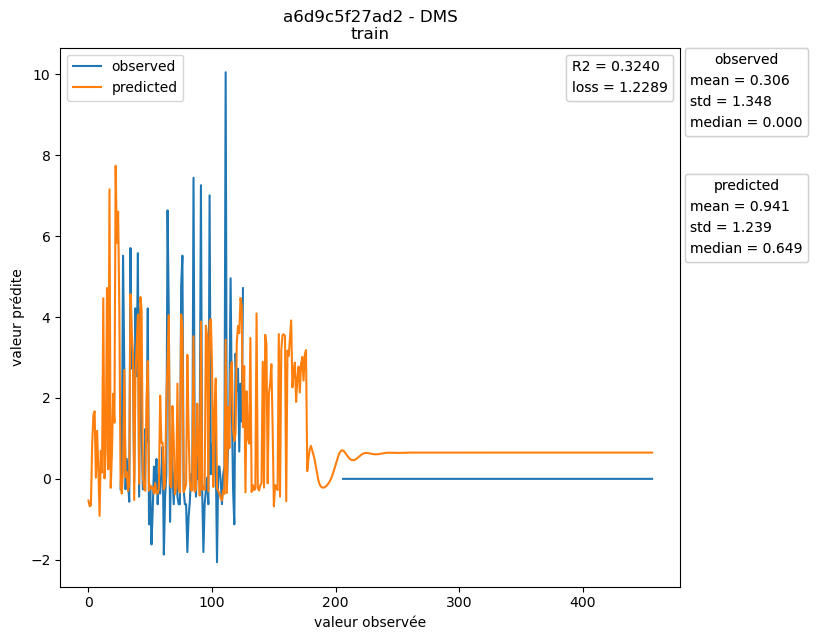 a6d9c5f27ad2 - DMS
train
observed
predicted
R2 = 0.3240
loss = 1.2289
observed
mean = 0.306
std = 1.348
median = 0.000
predicted
mean = 0.941
std = 1.239
median = 0.649
valeur prédite
10
8
6
4
2
0
−2
0
100
200
300
400
valeur observée